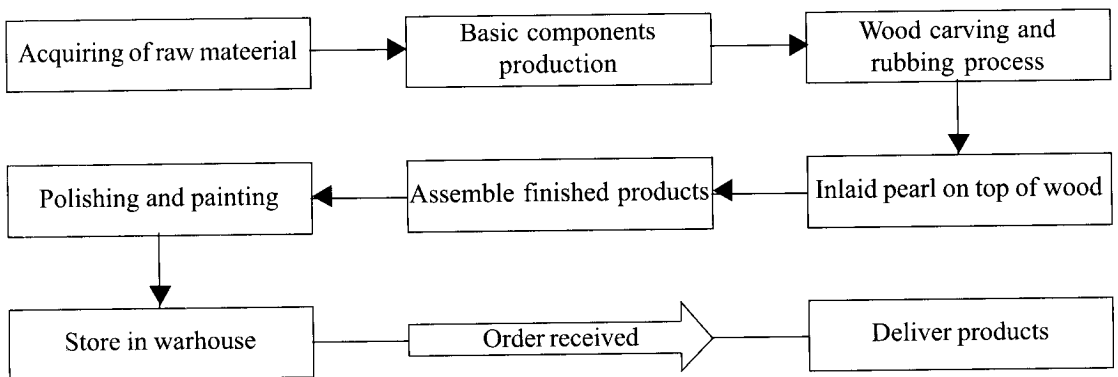 Acquiring of raw mateerial
Basic components
production
Wood carving and
rubbing process
Polishing and painting
Assemble finished products
Inlaid pearl on top of wood
Store in warhouse
Order received
Deliver products